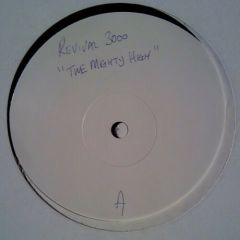 REVIVAL 3000
"THE MIGHTY HIGH"
A